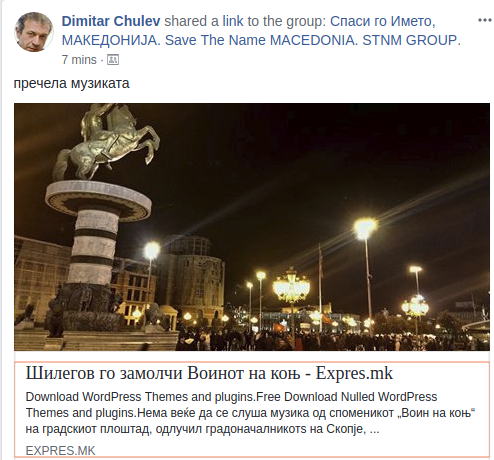 Dimitar Chulev shared a link to the group: Спаси го Името,
МАКЕДОНИЈА. Save The Name MACEDONIA. STNM GROUP.
7 mins ·
пречела музиката
Шилегов го замолчи Воинот на коњ - Expres.mk
Download WordPress Themes and plugins.Free Download Nulled WordPress
Themes and plugins.Нема веќе да се слуша музика од споменикот „Воин на коњ“
на градскиот плоштад, одлучил градоначалникотѕ на Скопје, ...
EXPRES.MK